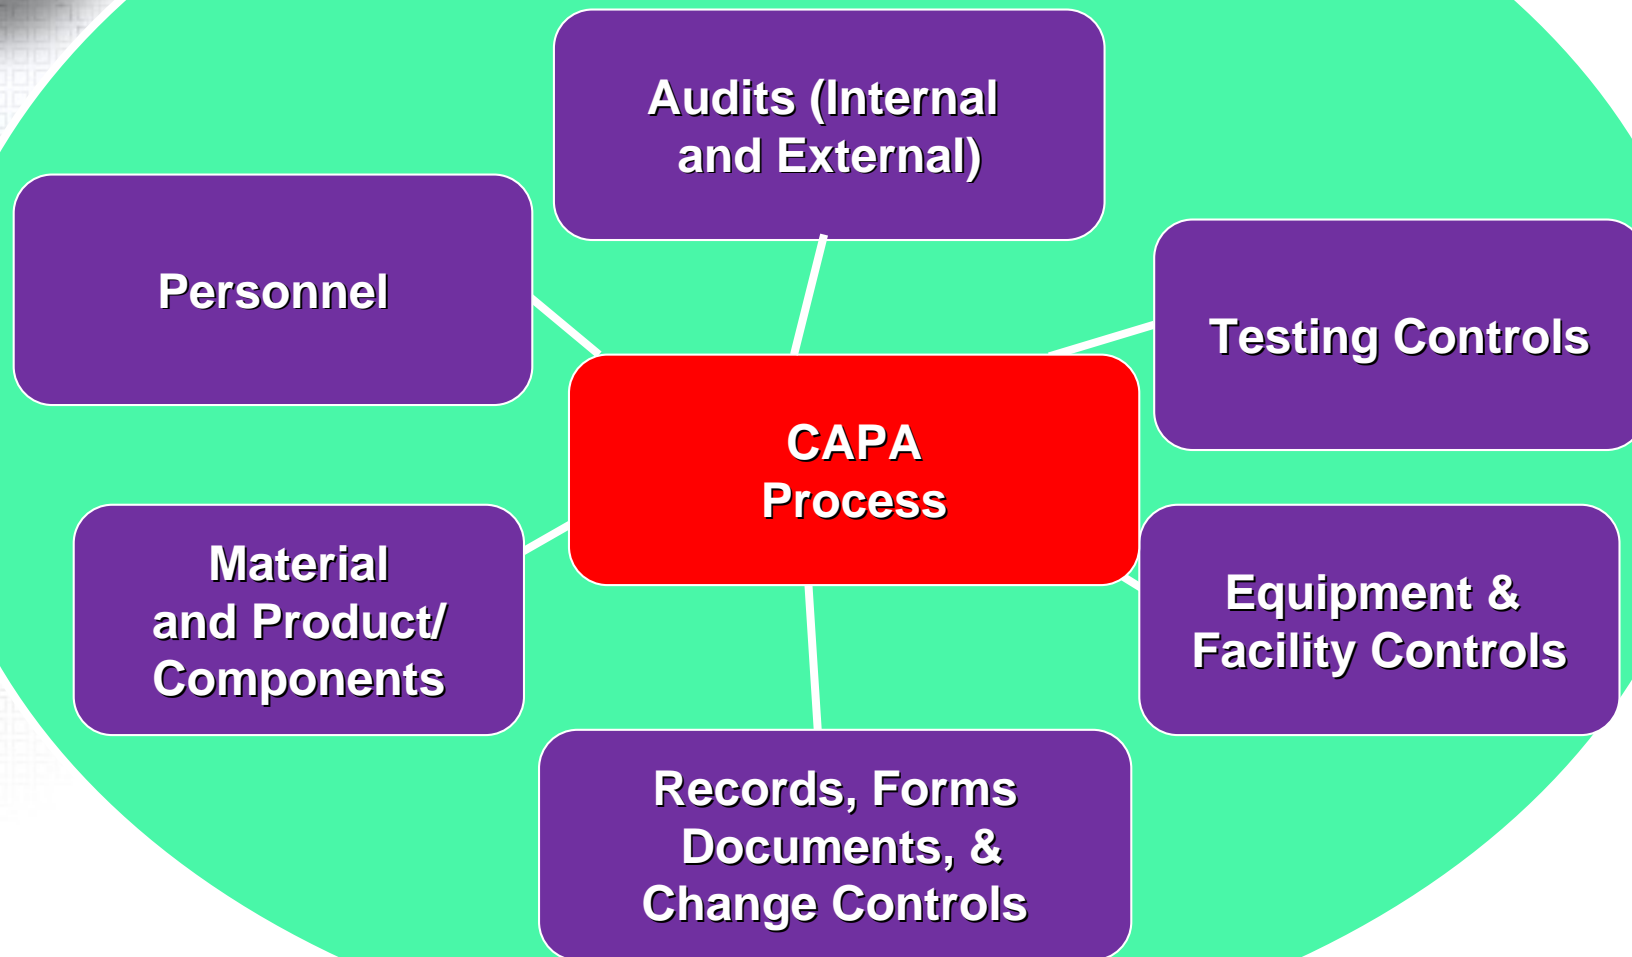 Audits (Internal
and External)
Personnel
Testing Controls
CAPA
Process
Material
and Product/
Components
Equipment &
Facility Controls
Records, Forms
Documents, &
Change Controls